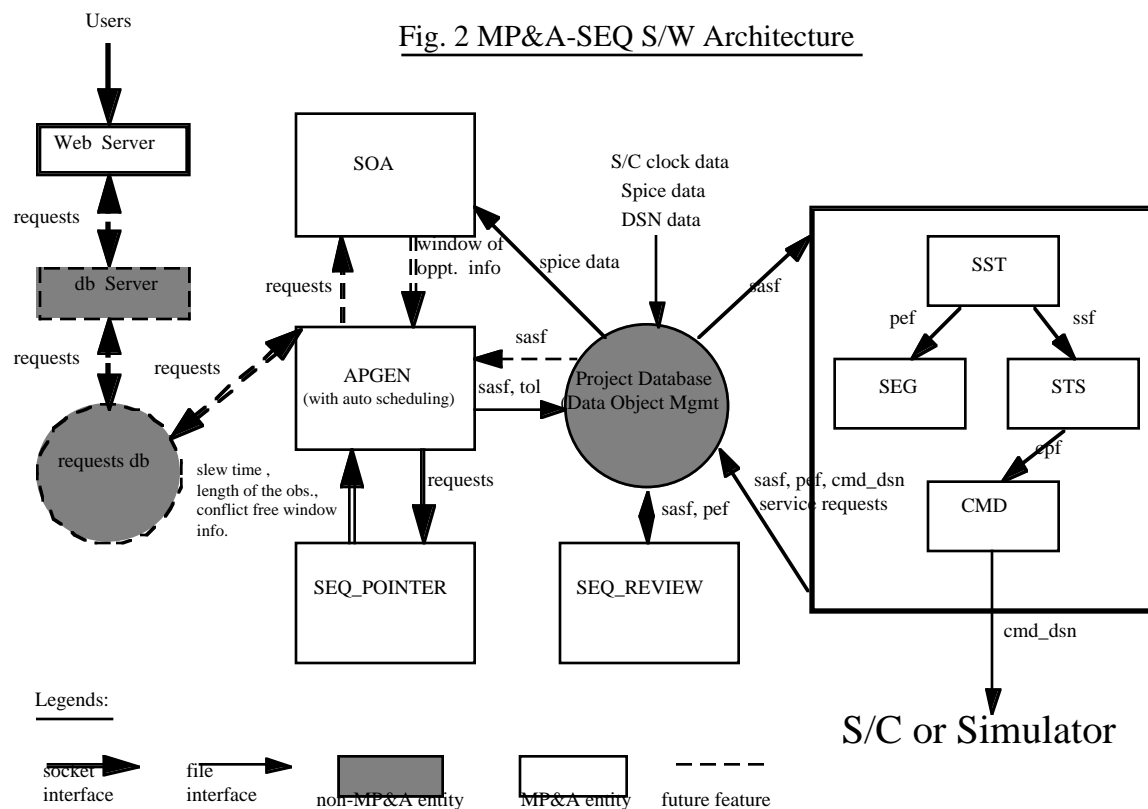 Users
Fig. 2 MP&A-SEQ S/W Architecture
Web Server
requests
db Server
requests
requests db
requests
SOA
requests
window of
oppt. info
APGEN
(with auto scheduling)
slew time ,
length of the obs.,
conflict free window
info.
requests
SEQ_POINTER
S/C clock data
Spice data
DSN data
spice data
sasf
sasf
sasf, tol
Project Database
(Data Object Mgmt
sasf, pef
SEQ_REVIEW
sasf, pef, cmd_dsn
service requests
SST
pef
ssf
SEG
STS
cpf
CMD
cmd_dsn
S/C or Simulator
Legends:
socket
interface
file
interface
non-MP&A entity
MP&A entity
future feature